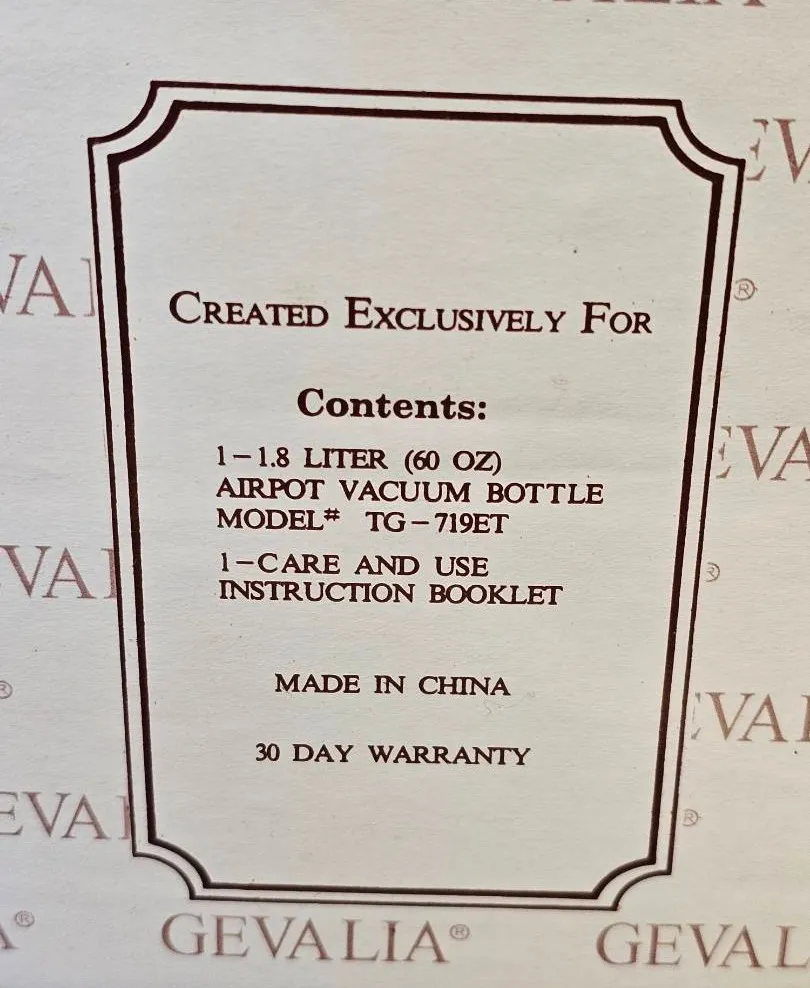 CREATED EXCLUSIVELY FOR
Contents:
1-1.8 LITER (60 OZ)
AIRPOT VACUUM BOTTLE
MODEL# TG-719ET
1-CARE AND USE
INSTRUCTION BOOKLET
MADE IN CHINA
30 DAY WARRANTY
GEVALIA®